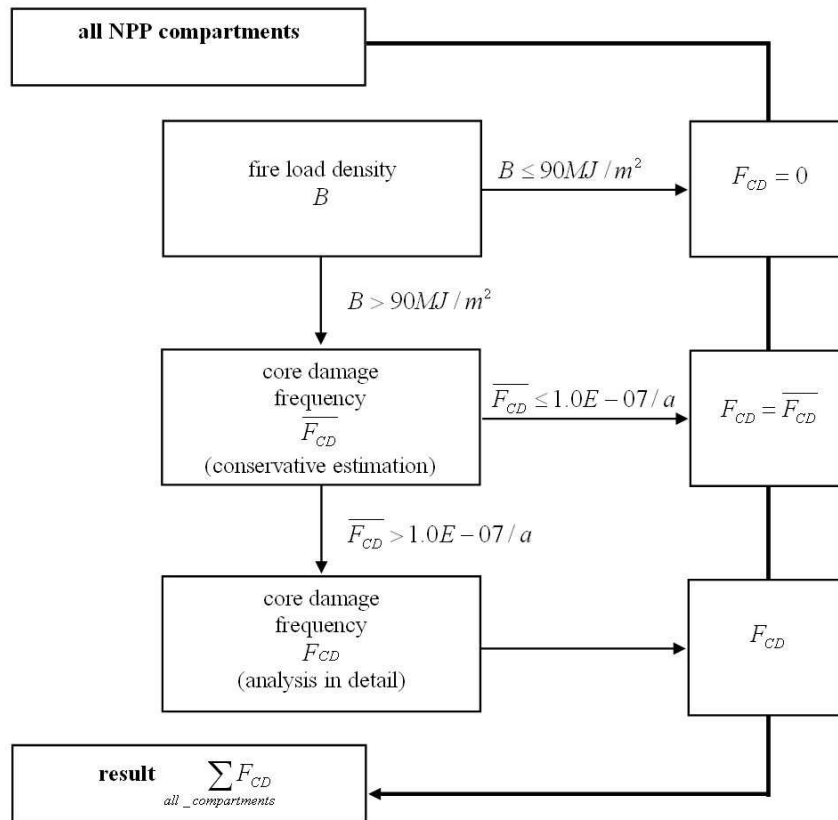 all NPP compartments
fire load density
B
B ≤ 90MJ / m²
F_CD = 0
B > 90MJ / m²
core damage
frequency
F̅_CD
(conservative estimation)
F̅_CD ≤ 1.0E − 07 / a
F_CD = F̅_CD
F̅_CD > 1.0E − 07 / a
core damage
frequency
F_CD
(analysis in detail)
F_CD
result ∑ F_CD
all _ compartments